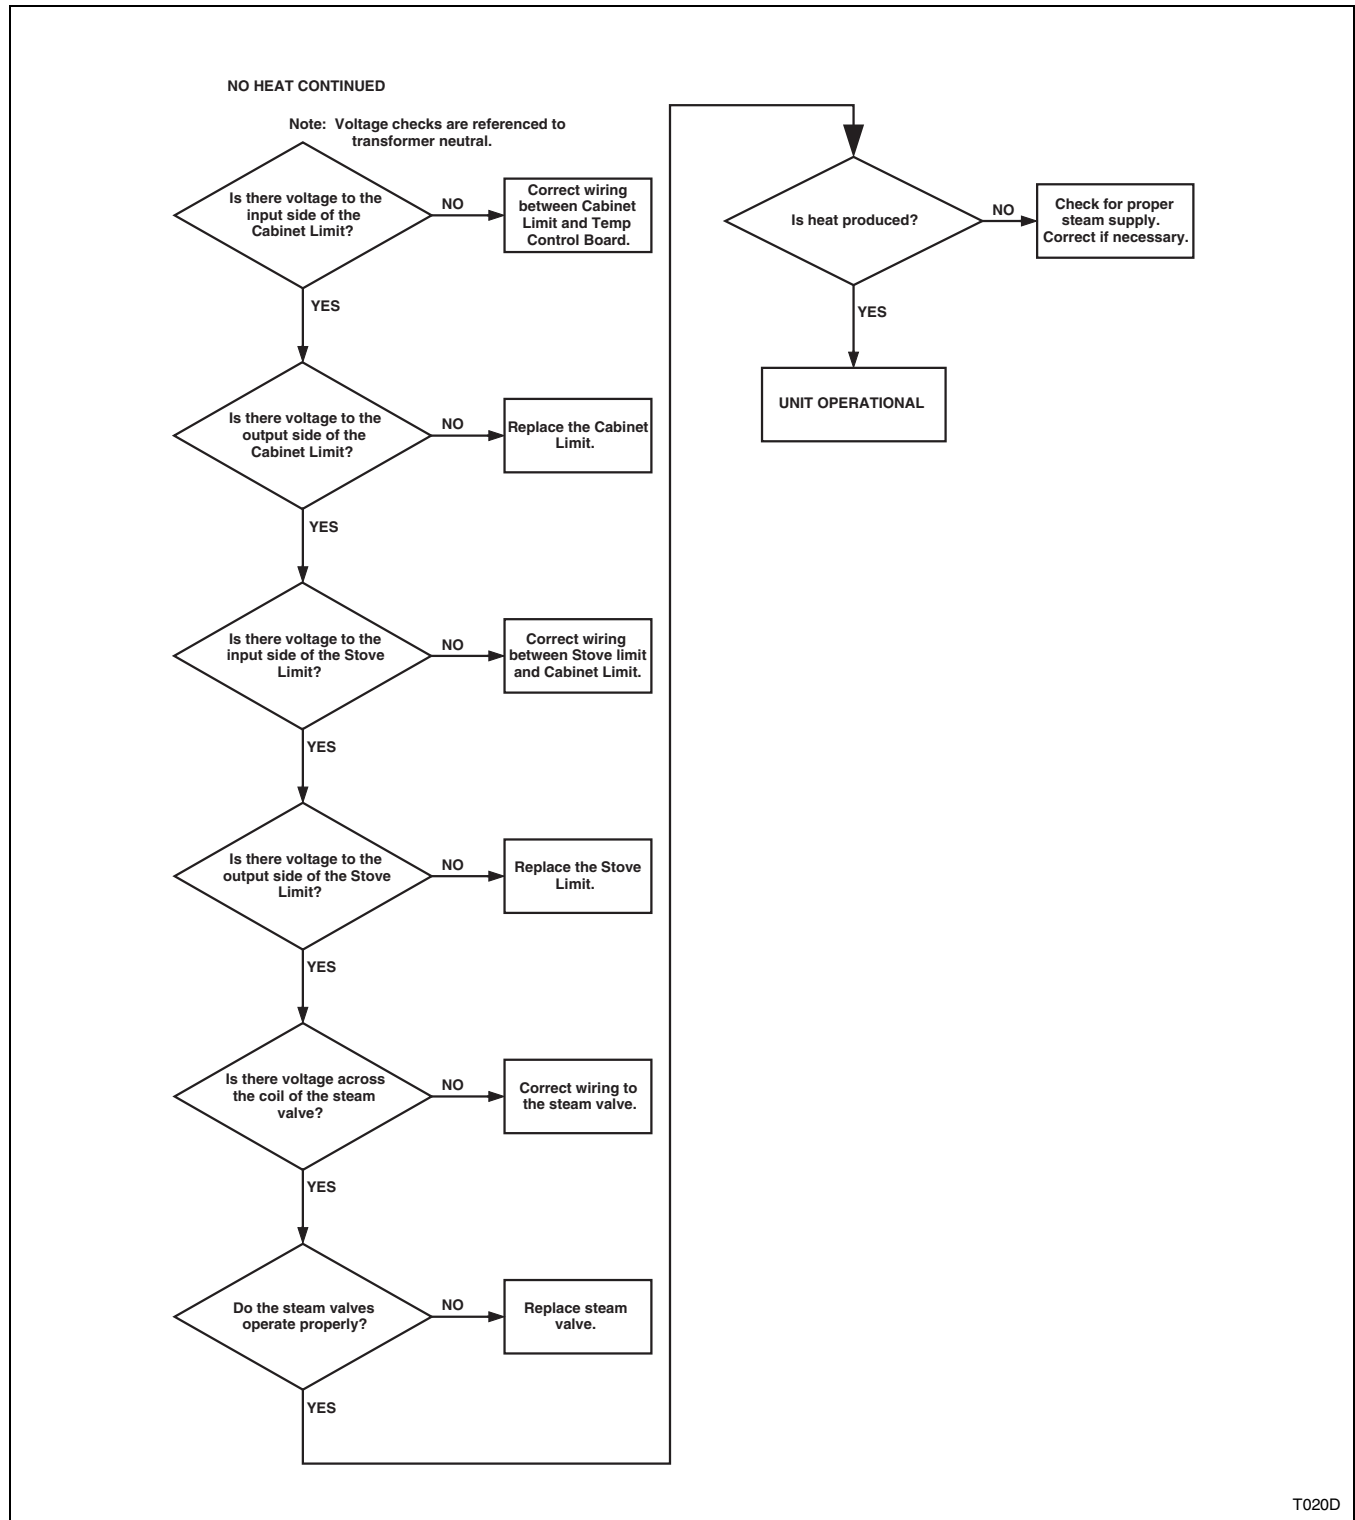 NO HEAT CONTINUED
Note: Voltage checks are referenced to
transformer neutral.
Is there voltage to the
input side of the
Cabinet Limit?
NO
Correct wiring
between Cabinet
Limit and Temp
Control Board.
YES
Is there voltage to the
output side of the
Cabinet Limit?
NO
Replace the Cabinet
Limit.
YES
Is there voltage to the
input side of the Stove
Limit?
NO
Correct wiring
between Stove limit
and Cabinet Limit.
YES
Is there voltage to the
output side of the Stove
Limit?
NO
Replace the Stove
Limit.
YES
Is there voltage across
the coil of the steam
valve?
NO
Correct wiring to
the steam valve.
YES
Do the steam valves
operate properly?
NO
Replace steam
valve.
YES
Is heat produced?
NO
Check for proper
steam supply.
Correct if necessary.
YES
UNIT OPERATIONAL
T020D